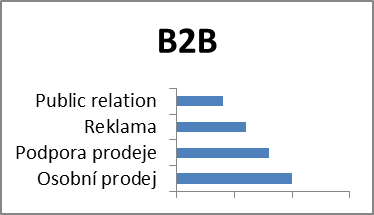 B2B
Public relation
Reklama
Podpora prodeje
Osobní prodej